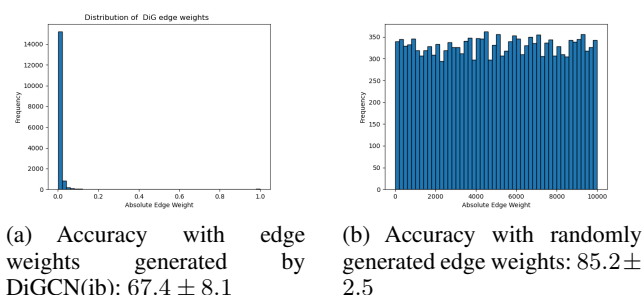 Distribution of DiG edge weights
14000
12000
10000
8000
6000
4000
2000
0
Frequency
0.0 0.2 0.4 0.6 0.8 1.0
Absolute Edge Weight
350
300
250
200
150
100
50
0
Frequency
0 2000 4000 6000 8000 10000
Absolute Edge Weight
(a) Accuracy with edge
weights generated by
DiGCN(ib): 67.4 ± 8.1
(b) Accuracy with randomly
generated edge weights: 85.2±
2.5